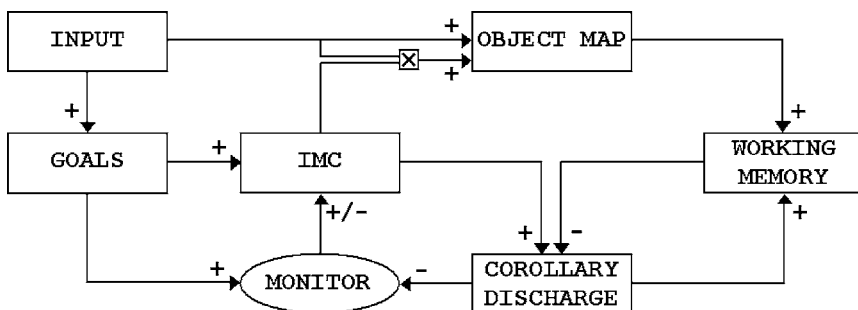 INPUT
+
OBJECT MAP
×
+
+
+
GOALS
+
IMC
WORKING
MEMORY
+/-
+
-
+
+
MONITOR
-
COROLLARY
DISCHARGE